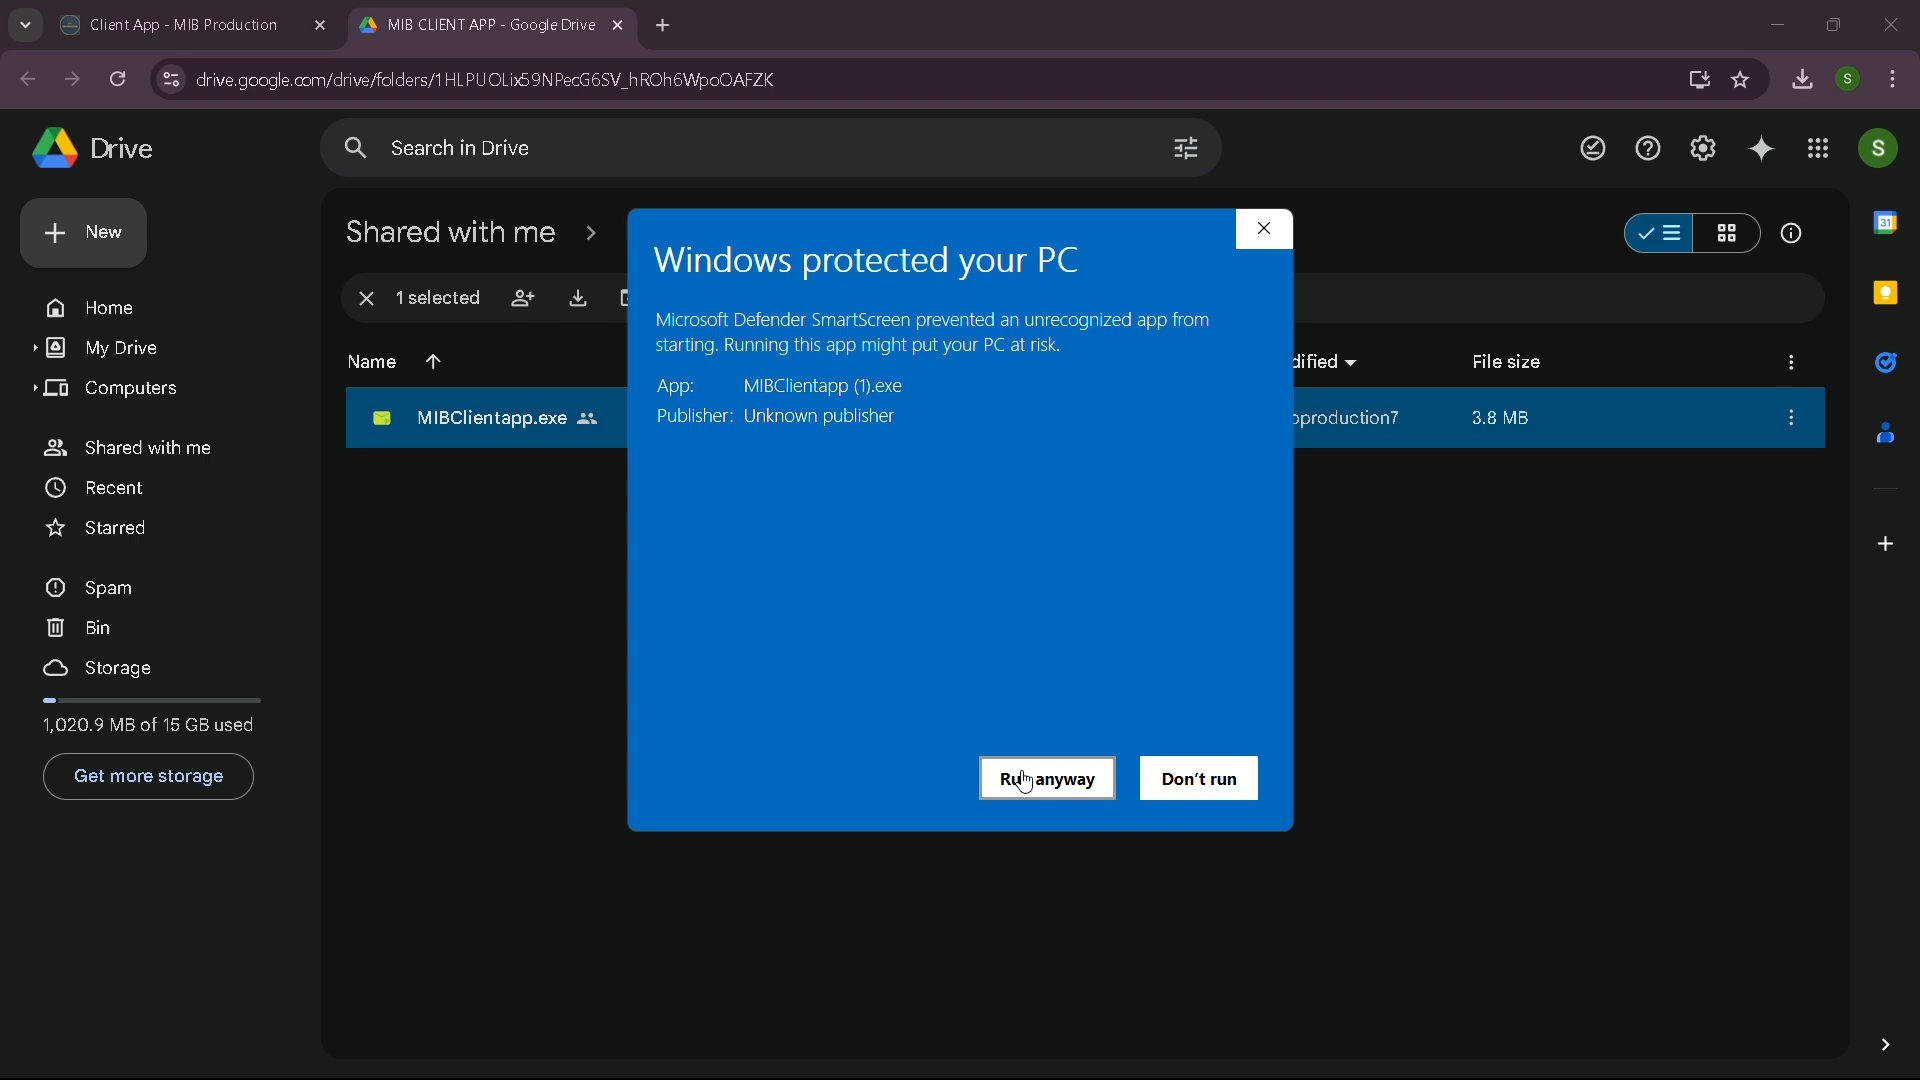 Client App - MIB Production
MIB CLIENT APP - Google Drive
drive.google.com/drive/folders/1HLPUOLix59NPecG6SV_hROh6WpoOAFZK
S
Drive
Search in Drive
S
New
Home
My Drive
Computers
Shared with me
Recent
Starred
Spam
Bin
Storage
1,020.9 MB of 15 GB used
Get more storage
Shared with me
1 selected
Name
dified
File size
MIBClientapp.exe
production7
3.8 MB
Windows protected your PC
Microsoft Defender SmartScreen prevented an unrecognized app from
starting. Running this app might put your PC at risk.
App: MIBClientapp (1).exe
Publisher: Unknown publisher
Run anyway
Don't run
31